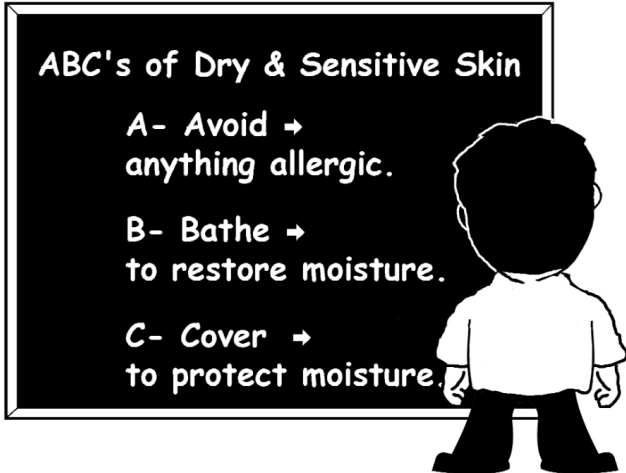 ABC's of Dry & Sensitive Skin
A- Avoid →
anything allergic.
B- Bathe →
to restore moisture.
C- Cover →
to protect moisture.